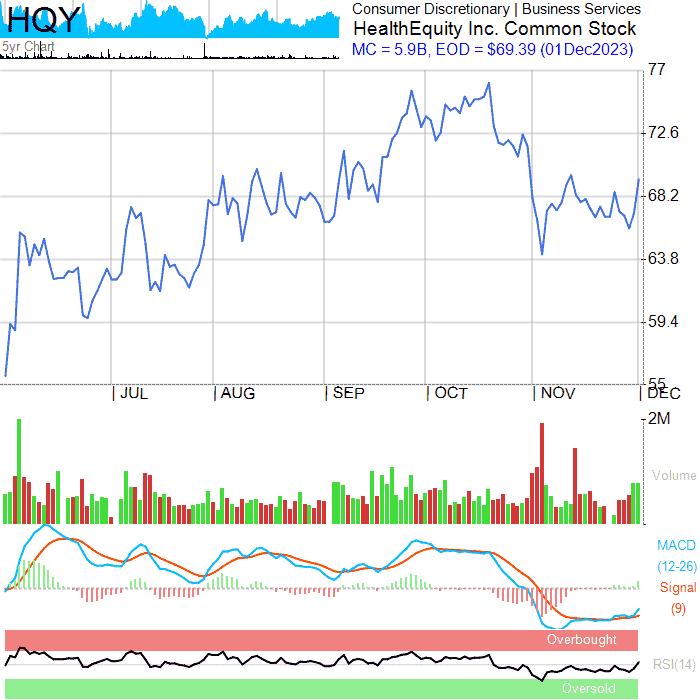 HQY
5yr Chart
Consumer Discretionary | Business Services
HealthEquity Inc. Common Stock
MC = 5.9B, EOD = $69.39 (01Dec2023)
77
72.6
68.2
63.8
59.4
55
JUL
AUG
SEP
OCT
NOV
DEC
2M
Volume
MACD
(12-26)
Signal
(9)
Overbought
RSI(14)
Oversold